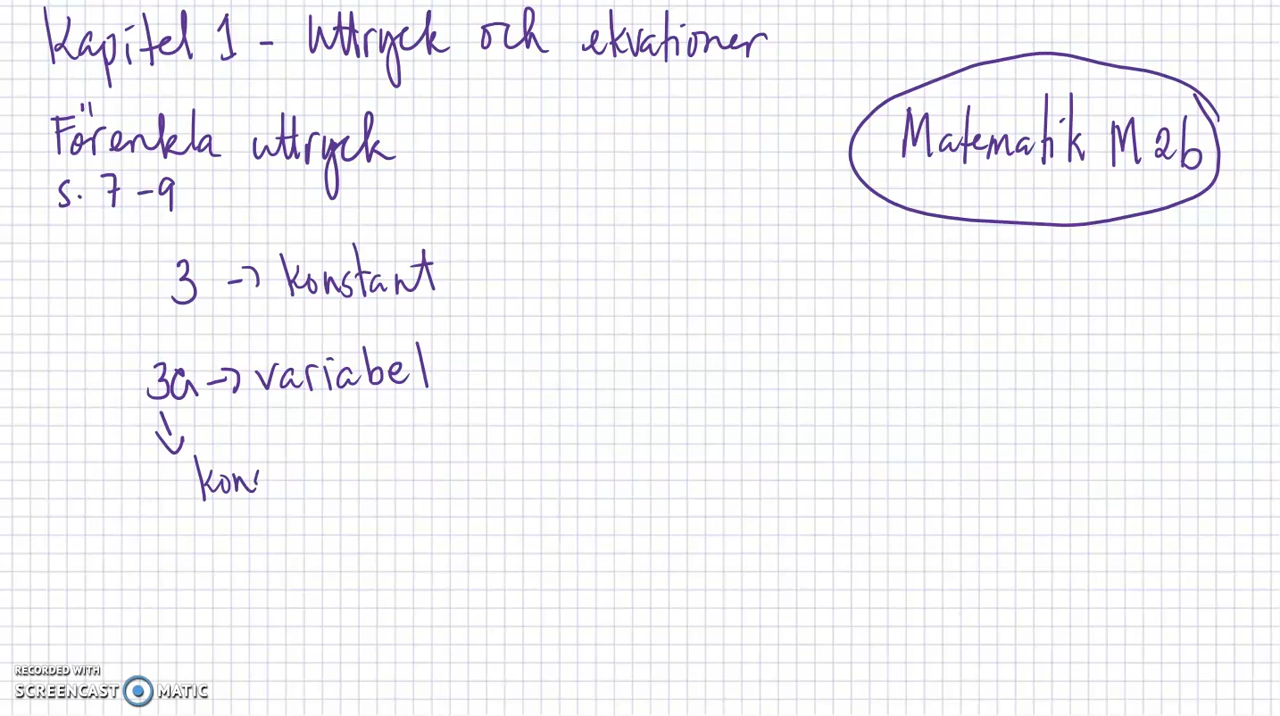 Kapitel 1 - Uttryck och ekvationer
Förenkla uttryck
s. 7-9
Matematik M2b
3 → konstant
3a → variabel
↓
kon
RECORDED WITH
SCREENCAST MATIC